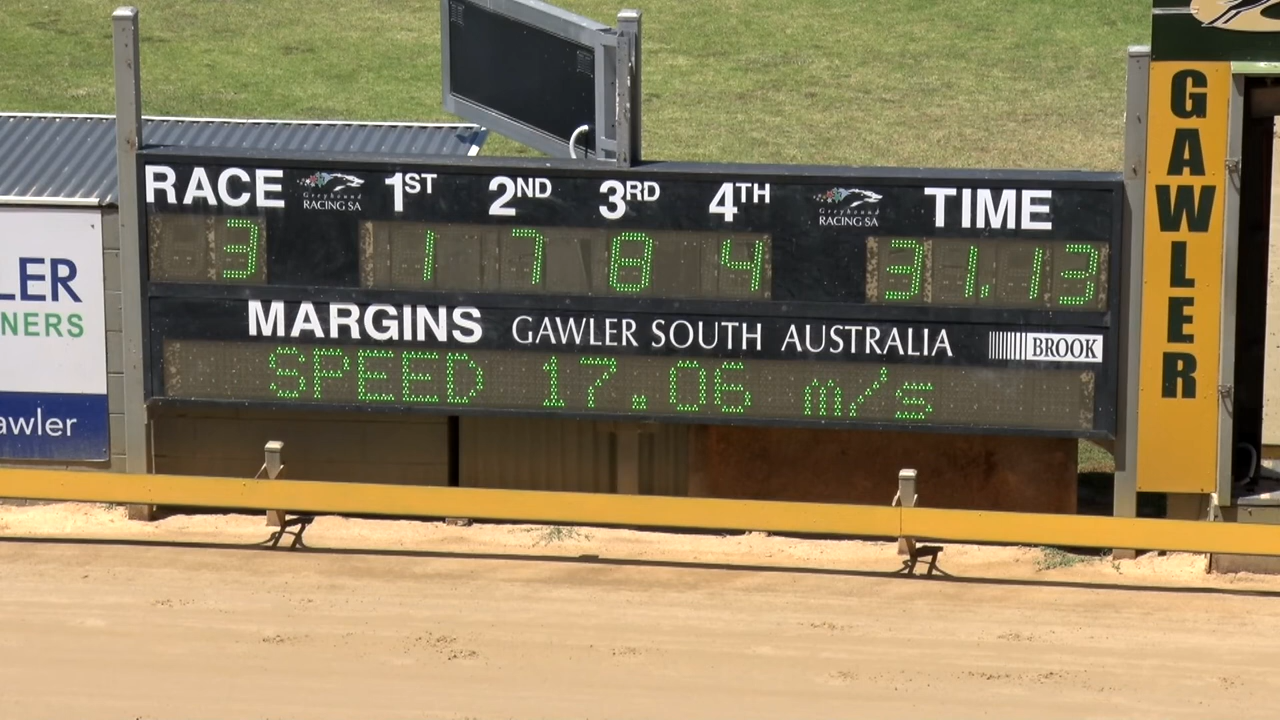 RACE Greyhound RACING SA 1ST 2ND 3RD 4TH Greyhound RACING SA TIME
3 1 7 8 4 31.13
MARGINS GAWLER SOUTH AUSTRALIA BROOK
SPEED 17.06 m/s
GAWLER
LER
NERS
awler